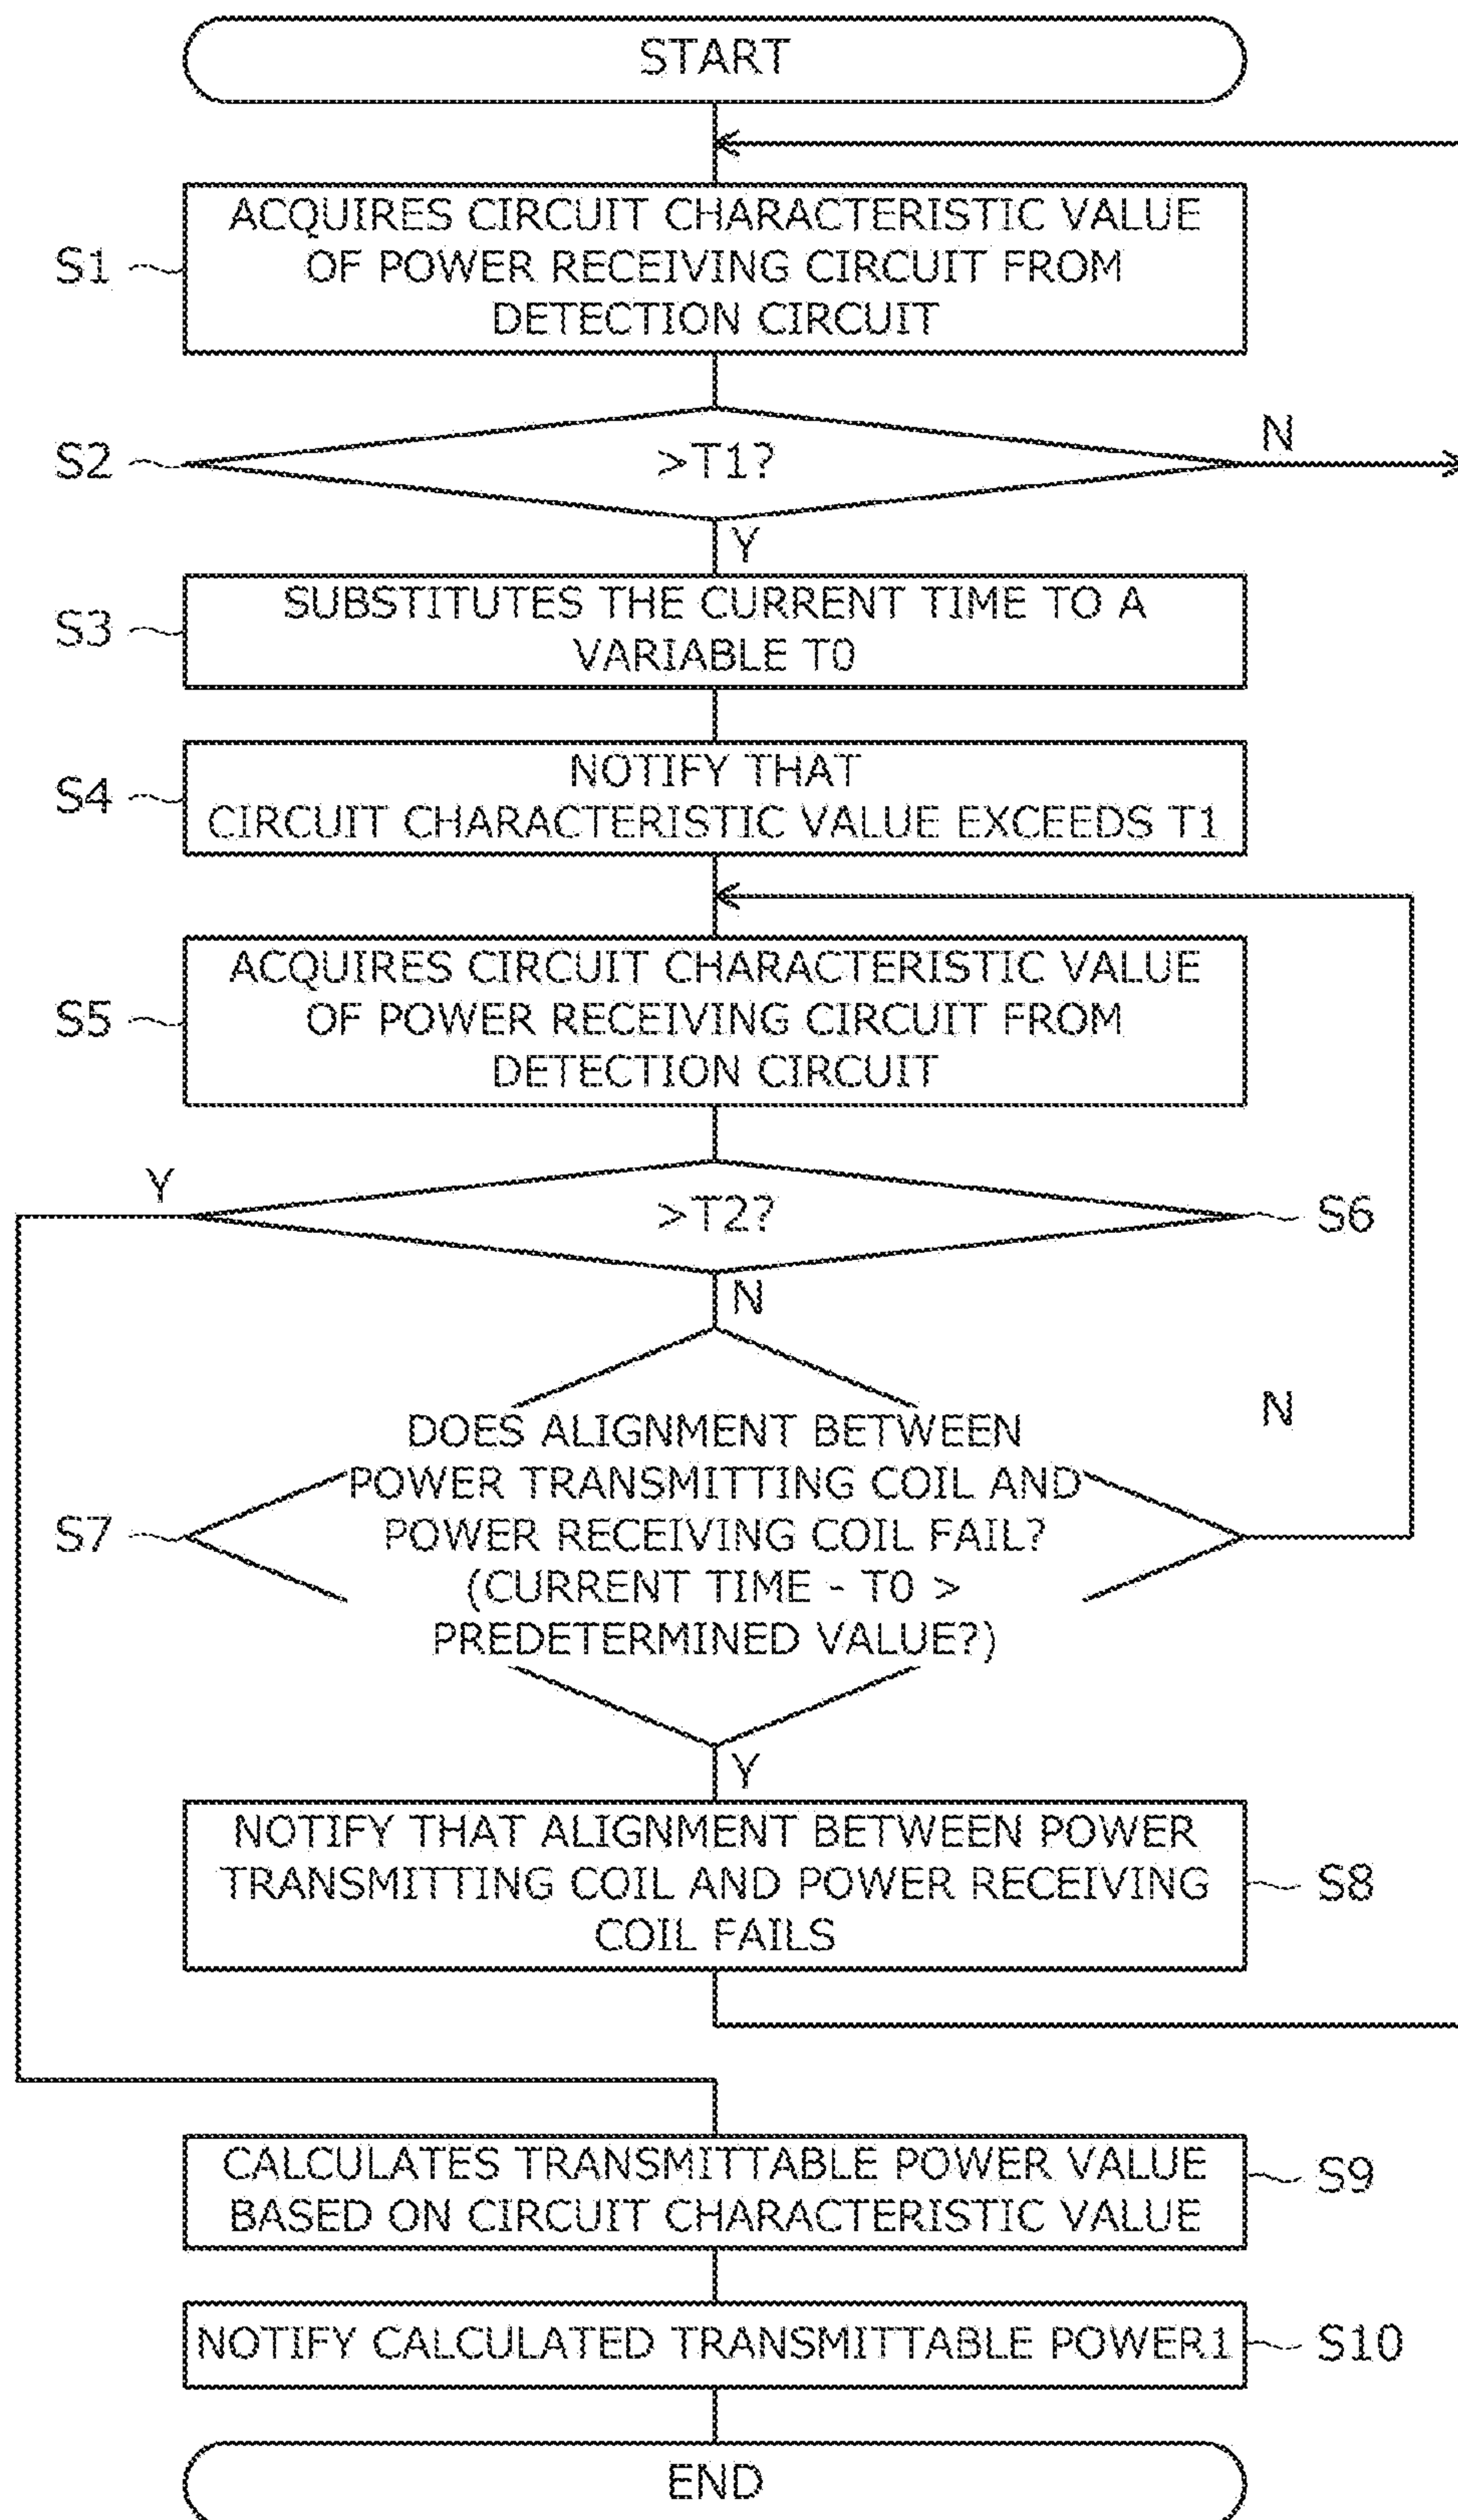 START
S1
ACQUIRES CIRCUIT CHARACTERISTIC VALUE
OF POWER RECEIVING CIRCUIT FROM
DETECTION CIRCUIT
S2
>T1?
N
Y
S3
SUBSTITUTES THE CURRENT TIME TO A
VARIABLE T0
S4
NOTIFY THAT
CIRCUIT CHARACTERISTIC VALUE EXCEEDS T1
S5
ACQUIRES CIRCUIT CHARACTERISTIC VALUE
OF POWER RECEIVING CIRCUIT FROM
DETECTION CIRCUIT
Y
>T2?
S6
N
S7
DOES ALIGNMENT BETWEEN
POWER TRANSMITTING COIL AND
POWER RECEIVING COIL FAIL?
(CURRENT TIME - T0 >
PREDETERMINED VALUE?)
N
Y
NOTIFY THAT ALIGNMENT BETWEEN POWER
TRANSMITTING COIL AND POWER RECEIVING
COIL FAILS
S8
CALCULATES TRANSMITTABLE POWER VALUE
BASED ON CIRCUIT CHARACTERISTIC VALUE
S9
NOTIFY CALCULATED TRANSMITTABLE POWER1
S10
END